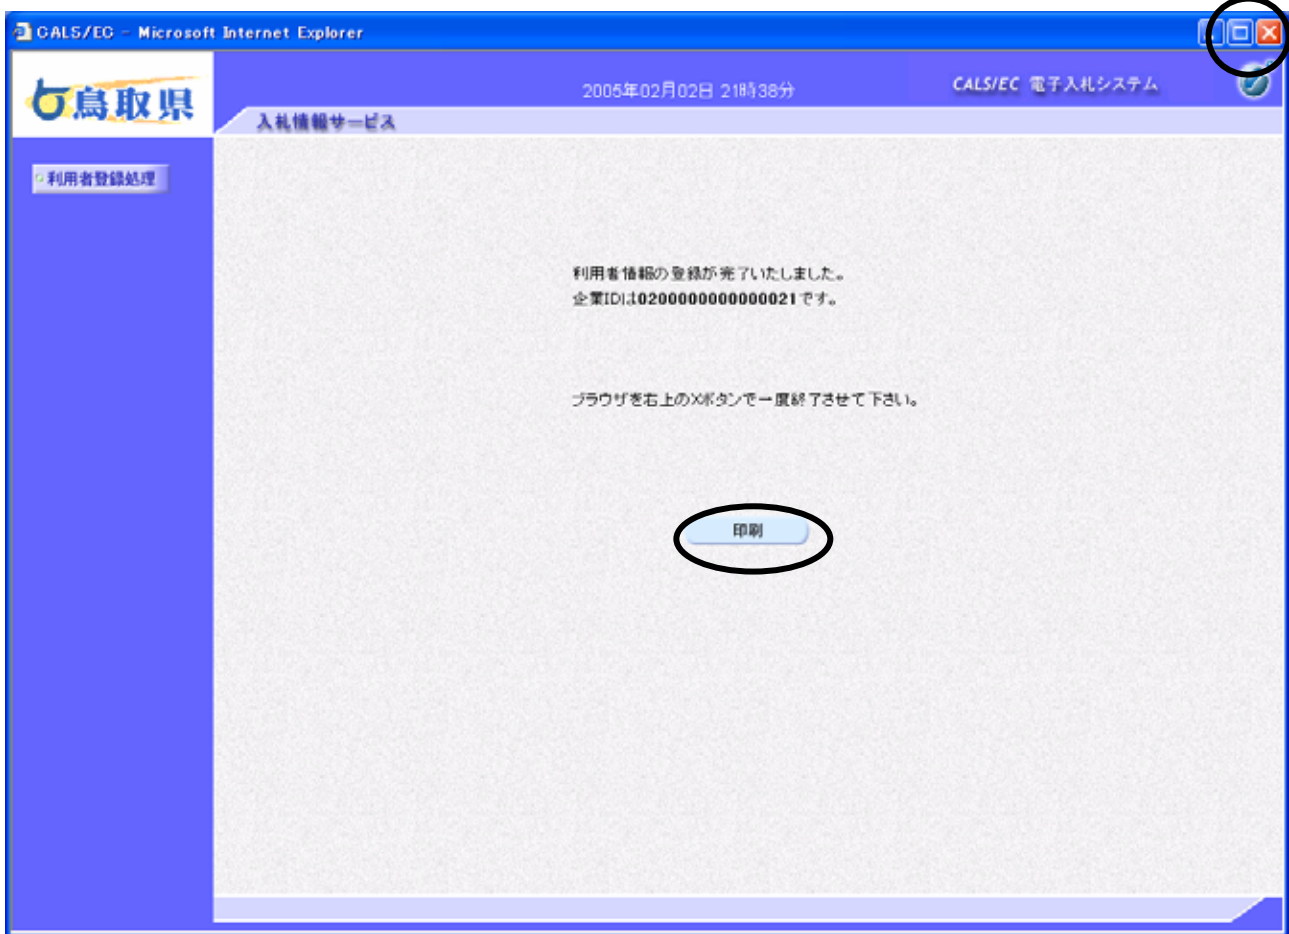 CALS/EC - Microsoft Internet Explorer
鳥取県
2005年02月02日 21時38分
CALS/EC 電子入札システム
入札情報サービス
利用者登録処理
利用者情報の登録が完了いたしました。
企業IDは0200000000000021です。
ブラウザを右上の×ボタンで一度終了させて下さい。
印刷